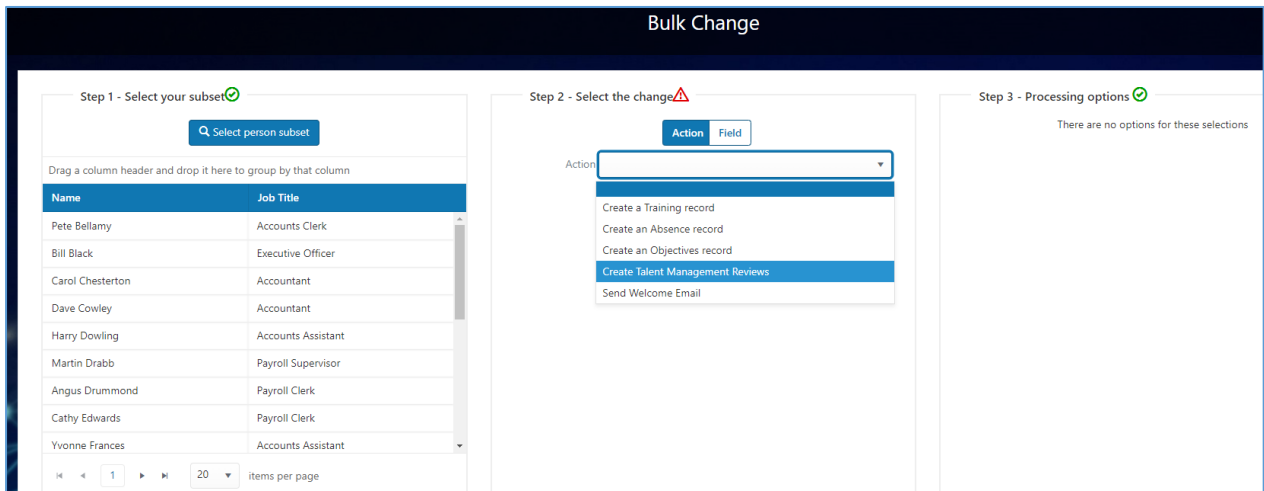 Bulk Change
Step 1 - Select your subset
Select person subset
Drag a column header and drop it here to group by that column
Name Job Title
Pete Bellamy Accounts Clerk
Bill Black Executive Officer
Carol Chesterton Accountant
Dave Cowley Accountant
Harry Dowling Accounts Assistant
Martin Drabb Payroll Supervisor
Angus Drummond Payroll Clerk
Cathy Edwards Payroll Clerk
Yvonne Frances Accounts Assistant
1 20 items per page
Step 2 - Select the change
Action Field
Action
Create a Training record
Create an Absence record
Create an Objectives record
Create Talent Management Reviews
Send Welcome Email
Step 3 - Processing options
There are no options for these selections